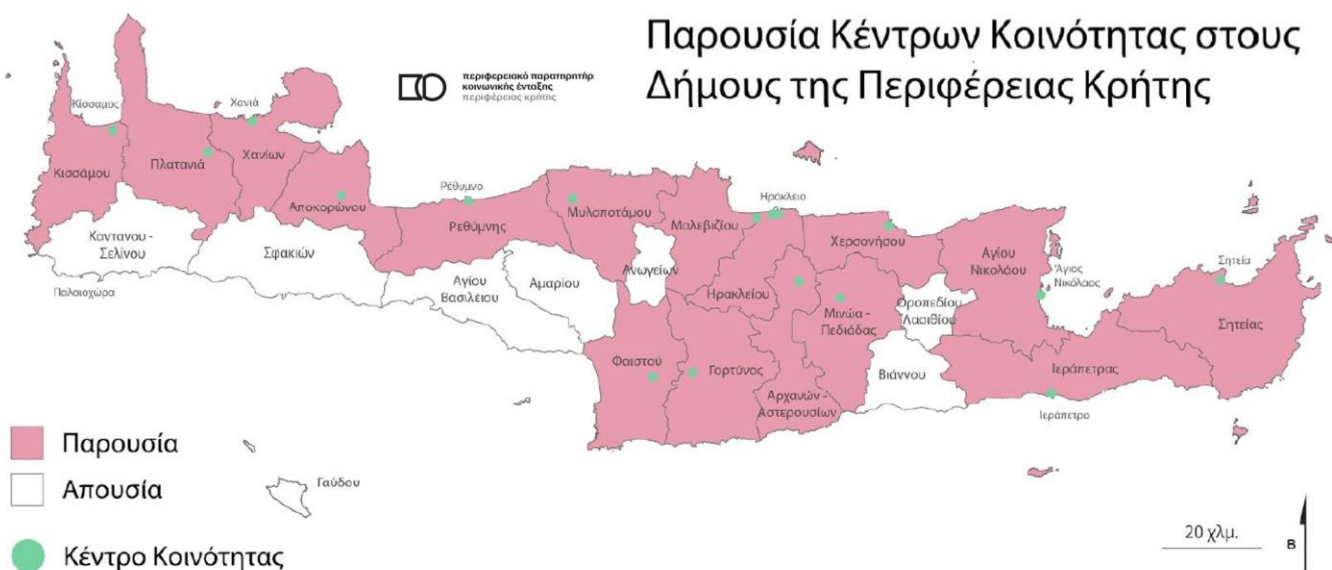 Παρουσία Κέντρων Κοινότητας στους
Δήμους της Περιφέρειας Κρήτης
περιφερειακό παρατηρητήρ
κοινωνικής ένταξης
περιφέρειας κρήτης
Κίσσαμος
Χανιά
Κισσάμου
Πλατανιά
Χανίων
Αποκορώνου
Ρέθυμνο
Ρεθύμνης
Μυλοποτάμου
Μαλεβιζίου
Ηράκλειο
Χερσονήσου
Αγίου
Νικολάου
Άγιος
Νικόλαος
Σητεία
Σητείας
Καντανου -
Σελίνου
Σφακιών
Παλαιοχώρα
Αγίου
Βασιλείου
Αμαρίου
Ανωγείων
Ηρακλείου
Μινώα -
Πεδιάδας
Οροπεδίου
Λασιθίου
Φαιστού
Γορτύνας
Αρχανών -
Αστερουσίων
Βιάννου
Ιεράπετρας
Ιεράπετρα
Γαύδου
Παρουσία
Απουσία
Κέντρο Κοινότητας
20 χλμ.
Β